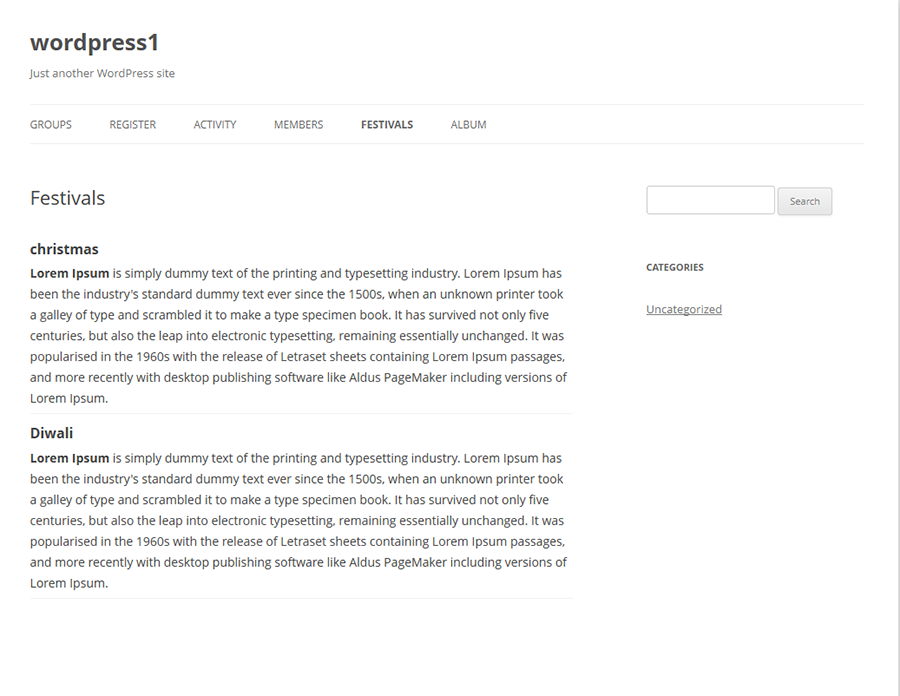 wordpress1
Just another WordPress site
GROUPS REGISTER ACTIVITY MEMBERS FESTIVALS ALBUM
Festivals
christmas
Lorem Ipsum is simply dummy text of the printing and typesetting industry. Lorem Ipsum has
been the industry's standard dummy text ever since the 1500s, when an unknown printer took
a galley of type and scrambled it to make a type specimen book. It has survived not only five
centuries, but also the leap into electronic typesetting, remaining essentially unchanged. It was
popularised in the 1960s with the release of Letraset sheets containing Lorem Ipsum passages,
and more recently with desktop publishing software like Aldus PageMaker including versions of
Lorem Ipsum.
Diwali
Lorem Ipsum is simply dummy text of the printing and typesetting industry. Lorem Ipsum has
been the industry's standard dummy text ever since the 1500s, when an unknown printer took
a galley of type and scrambled it to make a type specimen book. It has survived not only five
centuries, but also the leap into electronic typesetting, remaining essentially unchanged. It was
popularised in the 1960s with the release of Letraset sheets containing Lorem Ipsum passages,
and more recently with desktop publishing software like Aldus PageMaker including versions of
Lorem Ipsum.
Search
CATEGORIES
Uncategorized